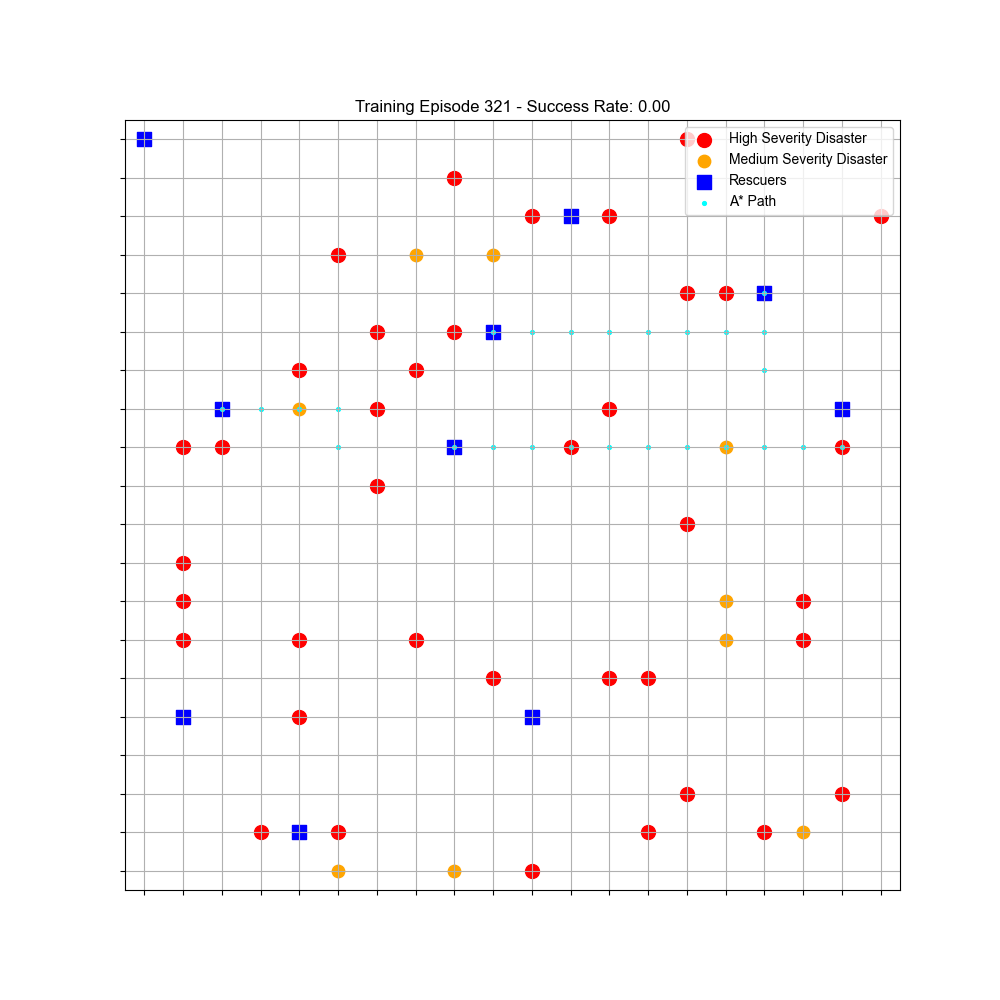 Training Episode 321 - Success Rate: 0.00
High Severity Disaster
Medium Severity Disaster
Rescuers
A* Path